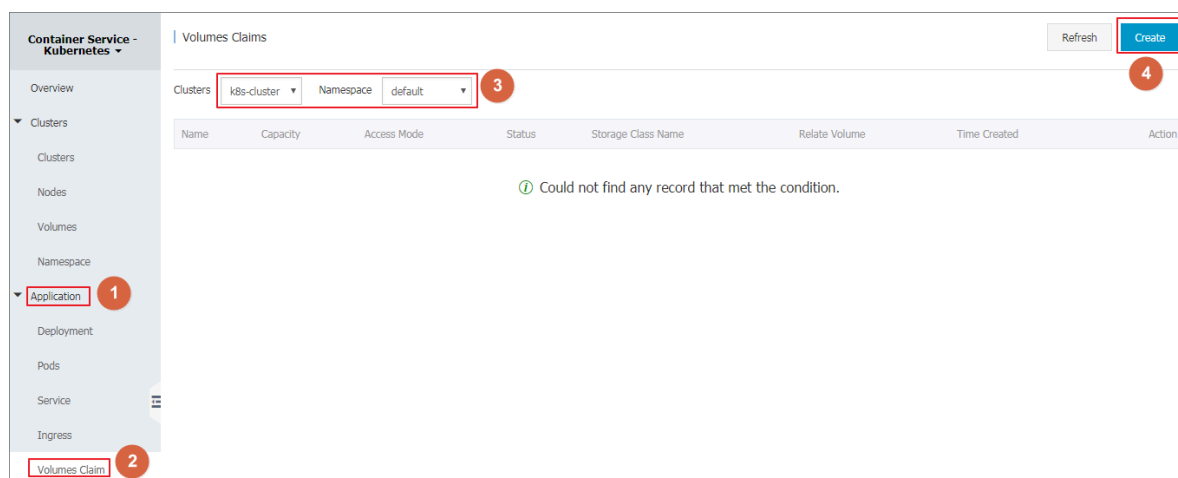 Container Service -
Kubernetes
Volumes Claims
Refresh
Create
4
Overview
Clusters k8s-cluster Namespace default 3
Clusters
Name Capacity Access Mode Status Storage Class Name Relate Volume Time Created Action
Clusters
Nodes
Could not find any record that met the condition.
Volumes
Namespace
Application 1
Deployment
Pods
Service
Ingress
Volumes Claim 2